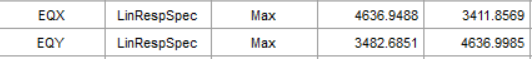 EQX LinRespSpec Max 4636.9488 3411.8569
EQY LinRespSpec Max 3482.6851 4636.9985